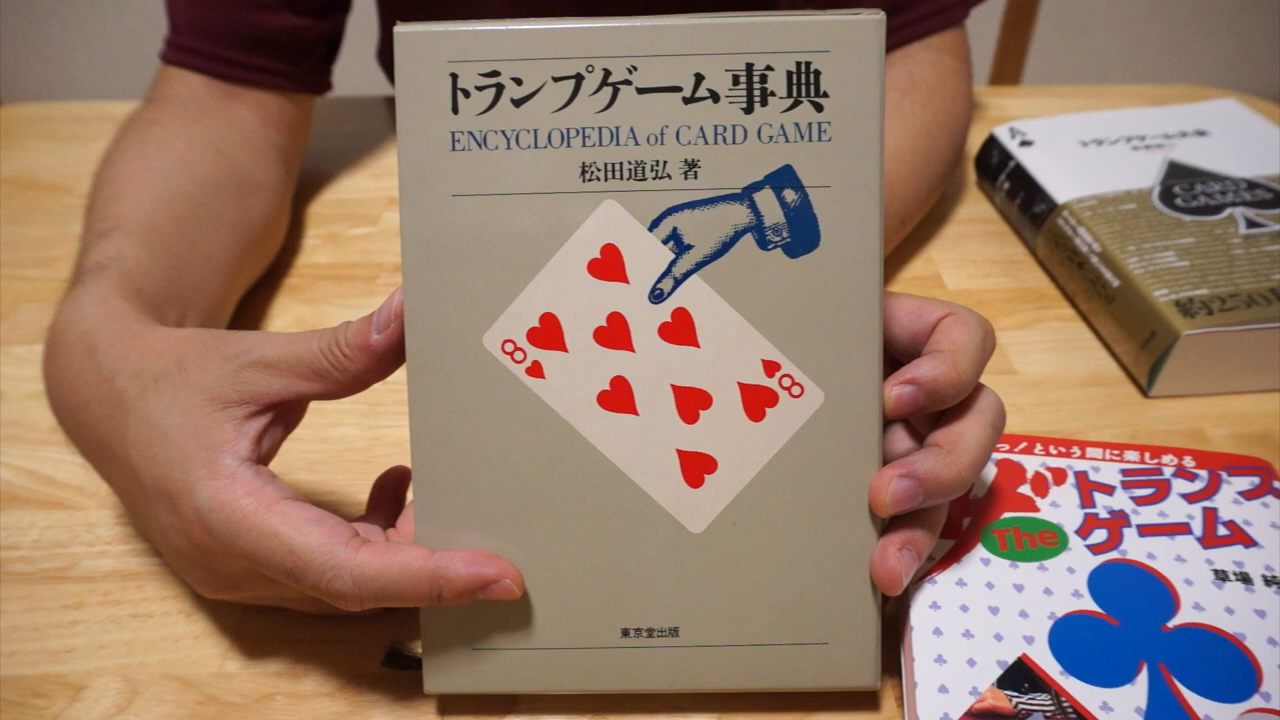 トランプゲーム事典
ENCYCLOPEDIA of CARD GAME
松田道弘 著
8
8
東京堂出版
A
CARD
GAMES
約250
っ!という間に楽しめる
The
トランプ
ゲーム
草場 純